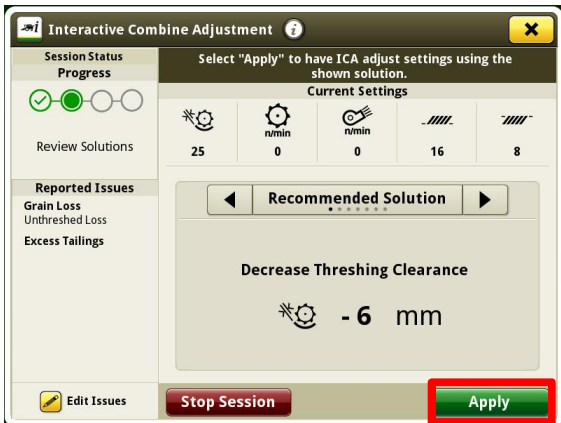 Interactive Combine Adjustment
Session Status
Progress
Review Solutions
Reported Issues
Grain Loss
Unthreshed Loss
Excess Tailings
Edit Issues
Select "Apply" to have ICA adjust settings using the
shown solution.
Current Settings
n/min n/min
25 0 0 16 8
Recommended Solution
Decrease Threshing Clearance
- 6 mm
Stop Session
Apply